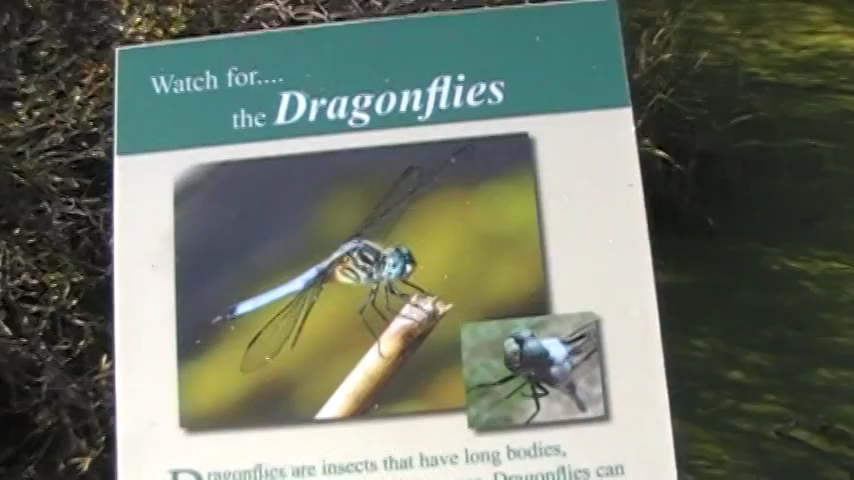 Watch for....
the Dragonflies
Dragonflies are insects that have long bodies,
Dragonflies can